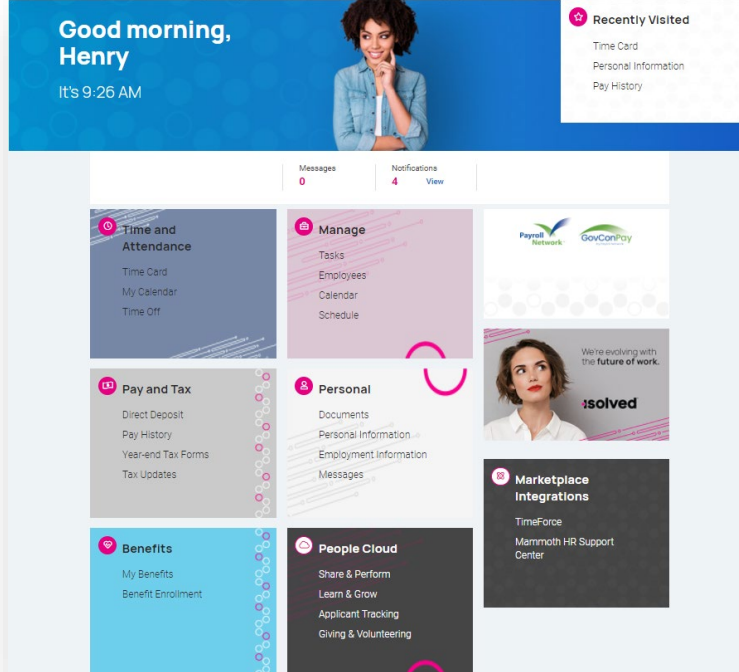 Good morning,
Henry
It's 9:26 AM
Recently Visited
Time Card
Personal Information
Pay History
Messages
0
Notifications
4 View
Time and
Attendance
Time Card
My Calendar
Time Off
Manage
Tasks
Employees
Calendar
Schedule
Payroll
Network
GovConPay
We're evolving with
the future of work.
isolved
Pay and Tax
Direct Deposit
Pay History
Year-end Tax Forms
Tax Updates
Personal
Documents
Personal Information
Employment Information
Messages
Marketplace
Integrations
TimeForce
Mammoth HR Support
Center
Benefits
My Benefits
Benefit Enrollment
People Cloud
Share & Perform
Learn & Grow
Applicant Tracking
Giving & Volunteering